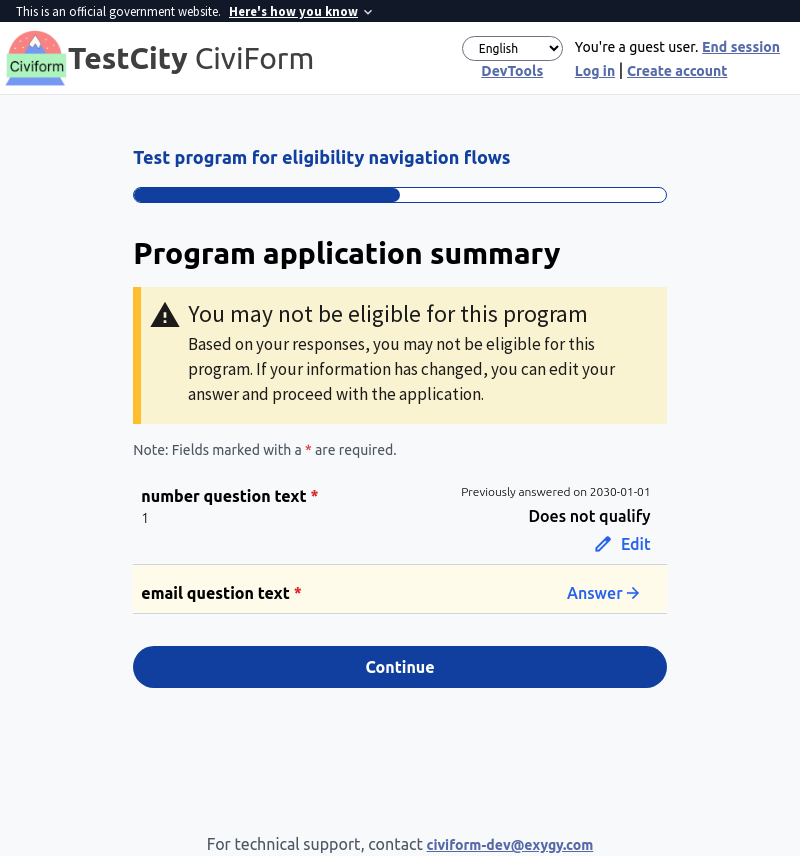 This is an official government website. Here's how you know
Civiform
TestCity CiviForm
English
You're a guest user. End session
DevTools
Log in | Create account
Test program for eligibility navigation flows
Program application summary
You may not be eligible for this program
Based on your responses, you may not be eligible for this
program. If your information has changed, you can edit your
answer and proceed with the application.
Note: Fields marked with a * are required.
number question text *
Previously answered on 2030-01-01
1
Does not qualify
Edit
email question text *
Answer
Continue
For technical support, contact civiform-dev@exygy.com